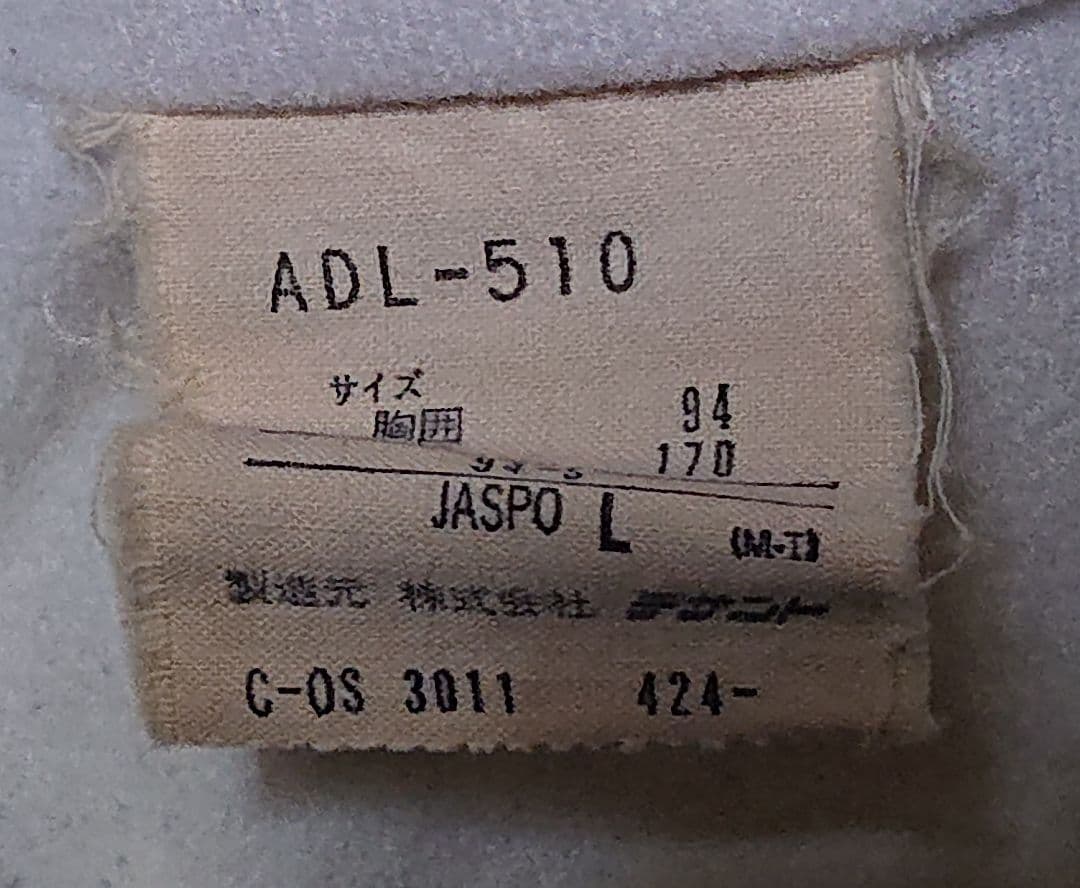 ADL-510
サイズ
胸囲 94
170
JASPO L (M・I)
製造元 株式会社 デサント
C-OS 3011 424-